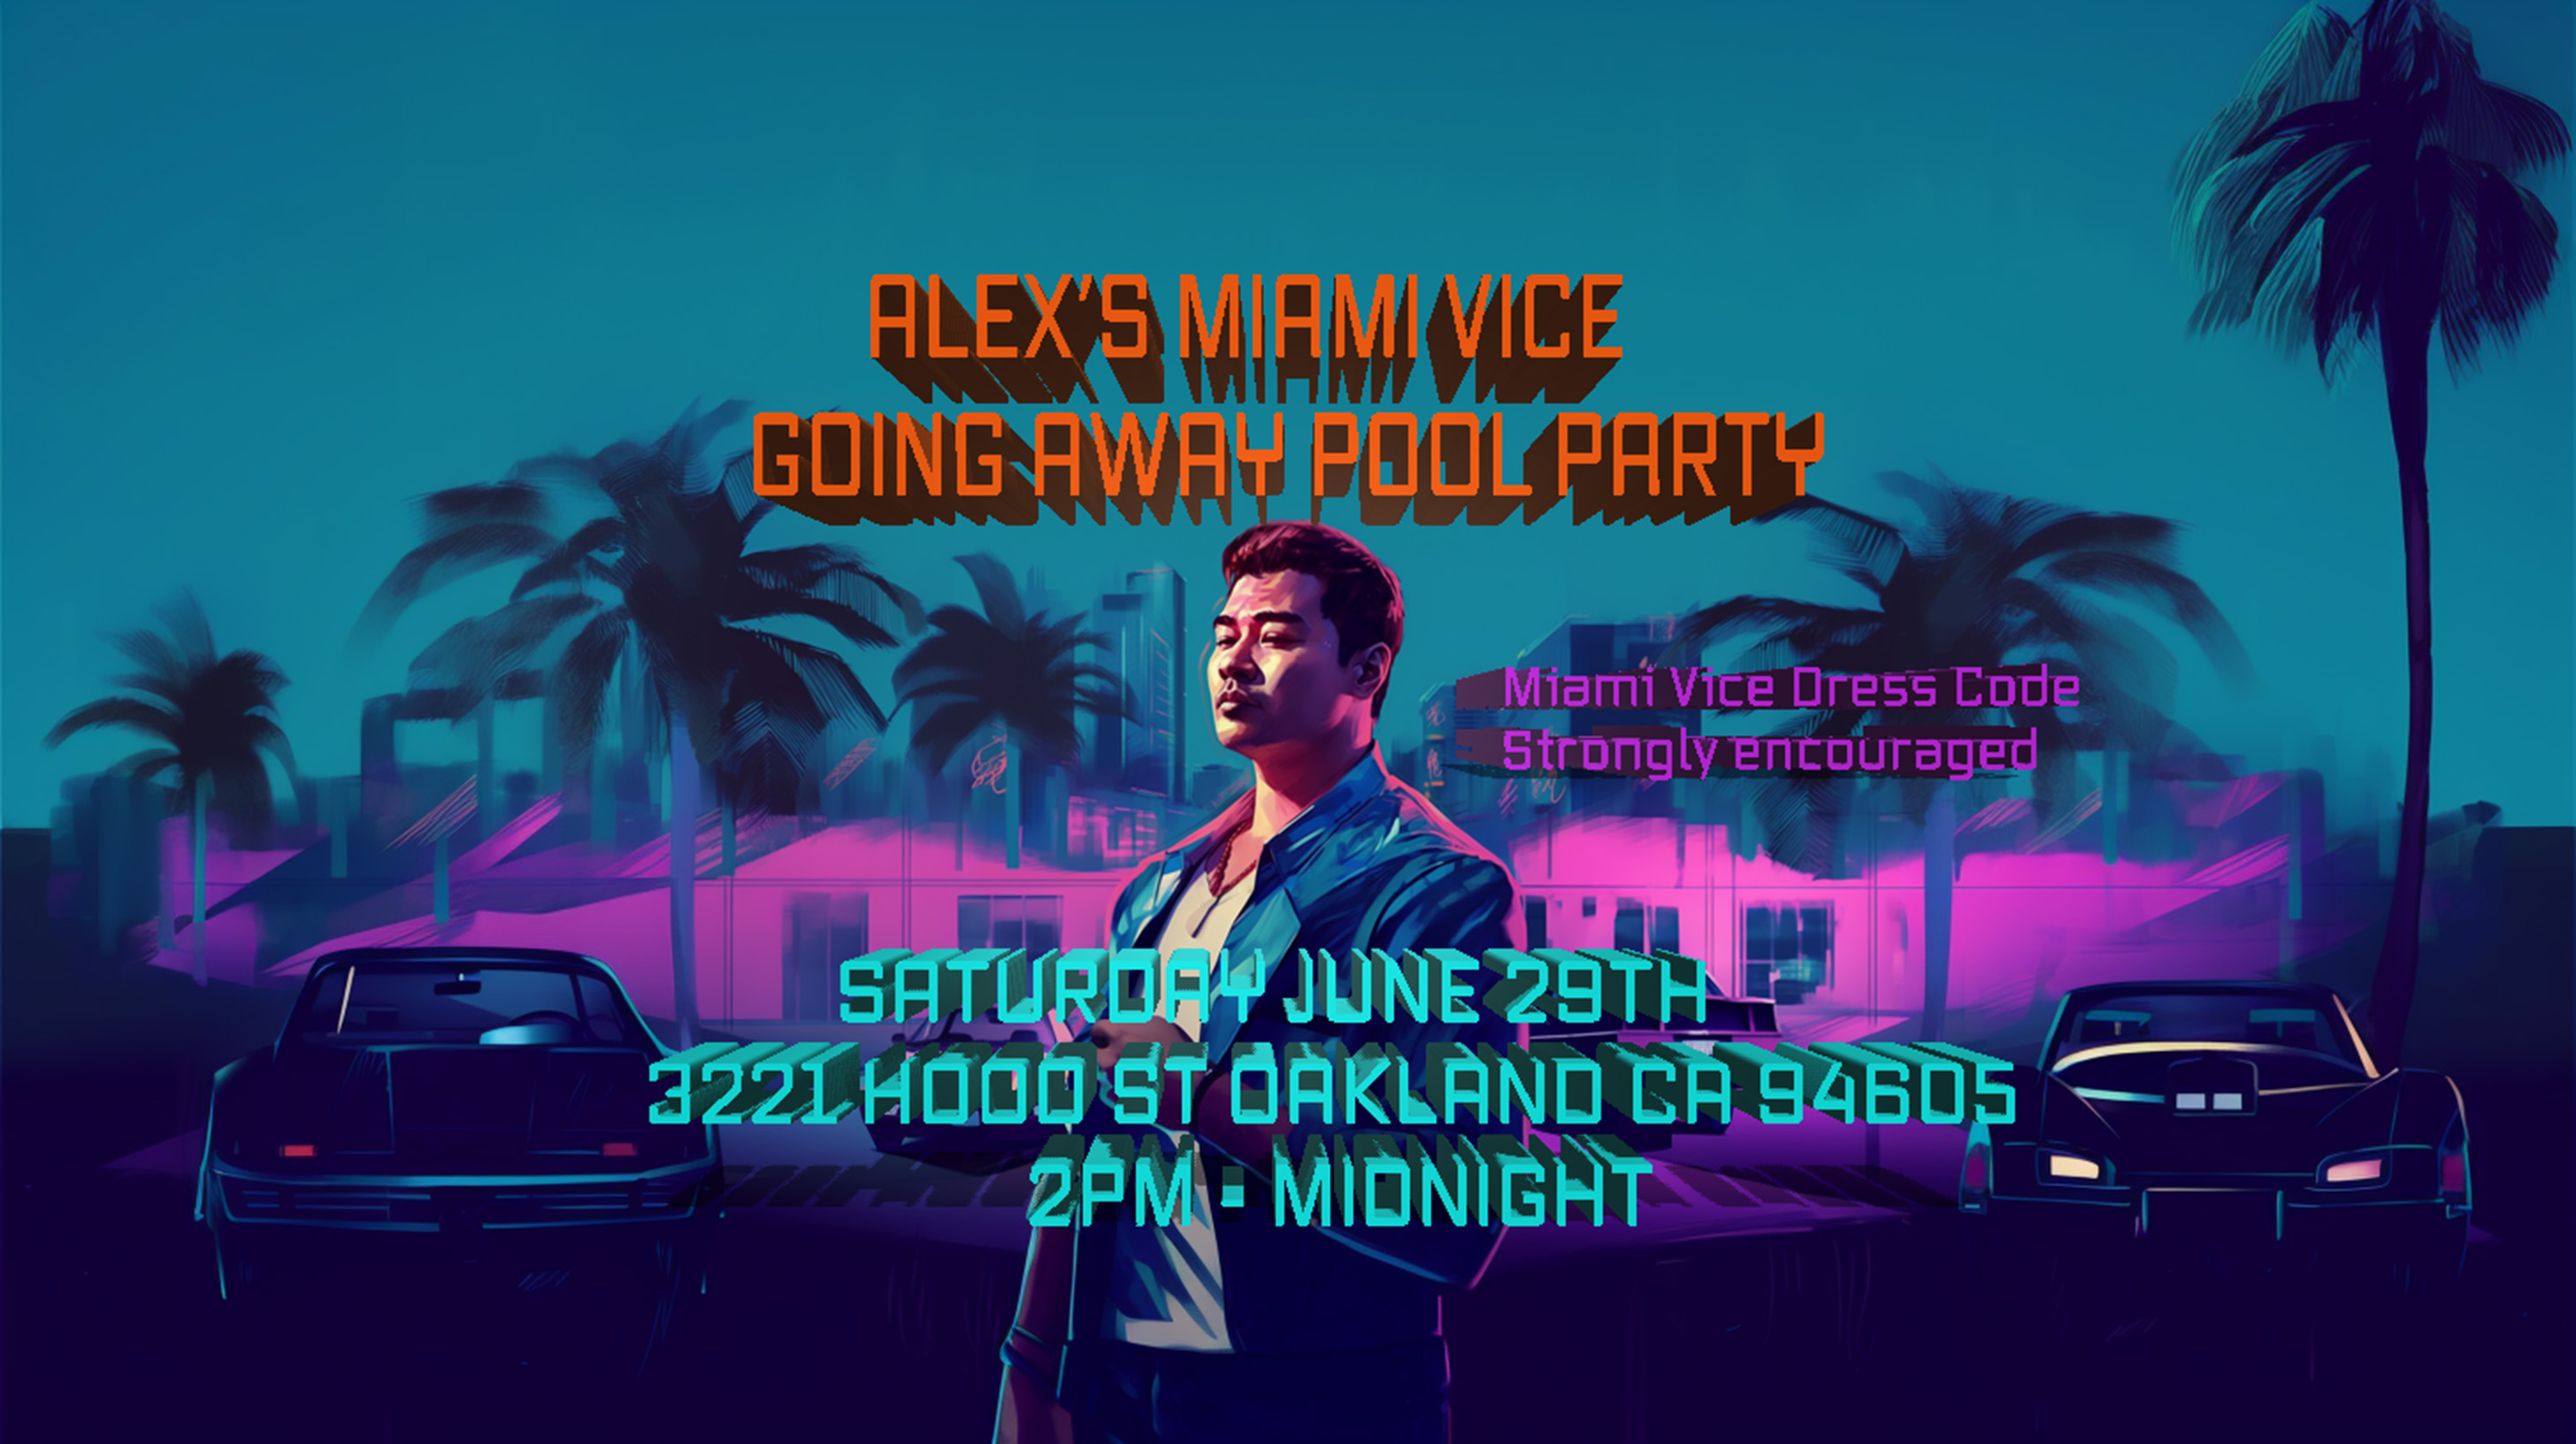 ALEX'S MIAMI VICE
GOING AWAY POOL PARTY
Miami Vice Dress Code
Strongly encouraged
SATURDAY JUNE 29TH
3221 HOOD ST OAKLAND CA 94605
2PM - MIDNIGHT